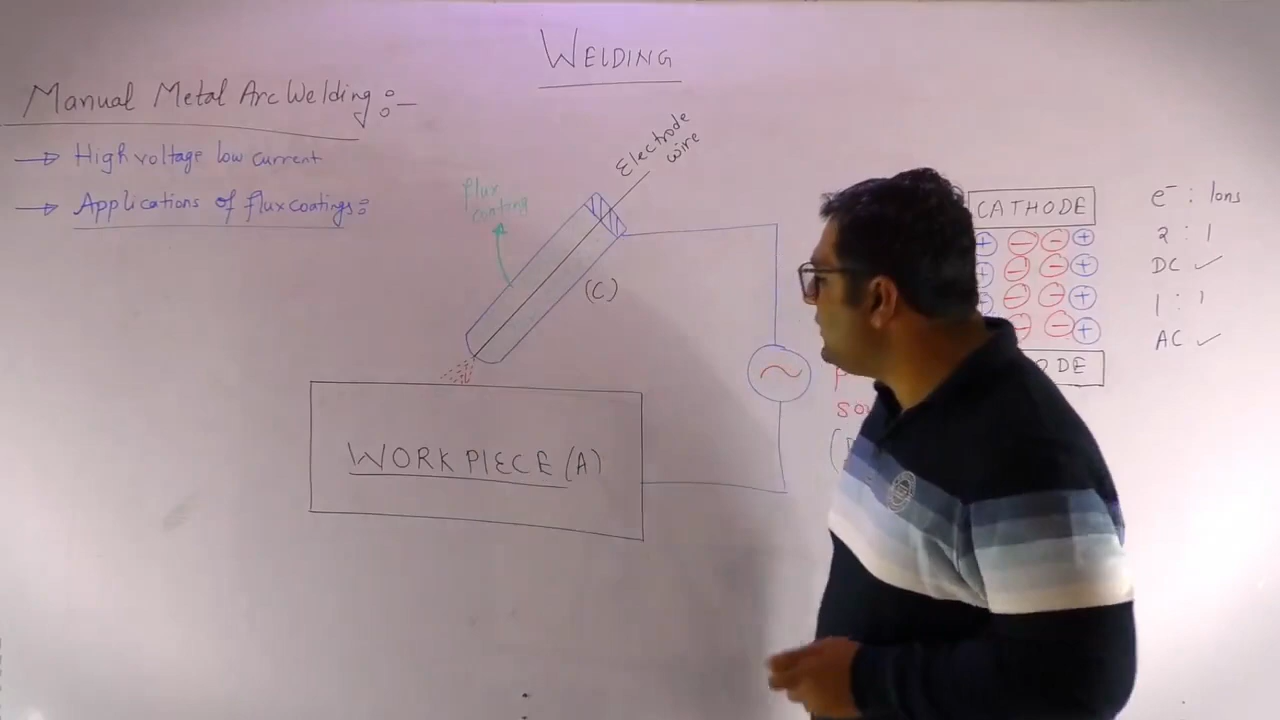 WELDING
Manual Metal Arc Welding :-
→ High voltage low current
→ Applications of flux coatings :
flux
coating
Electrode
wire
(C)
WORKPIECE (A)
CATHODE
e⁻ : Ions
2 : 1
DC ✓
1 : 1
AC ✓